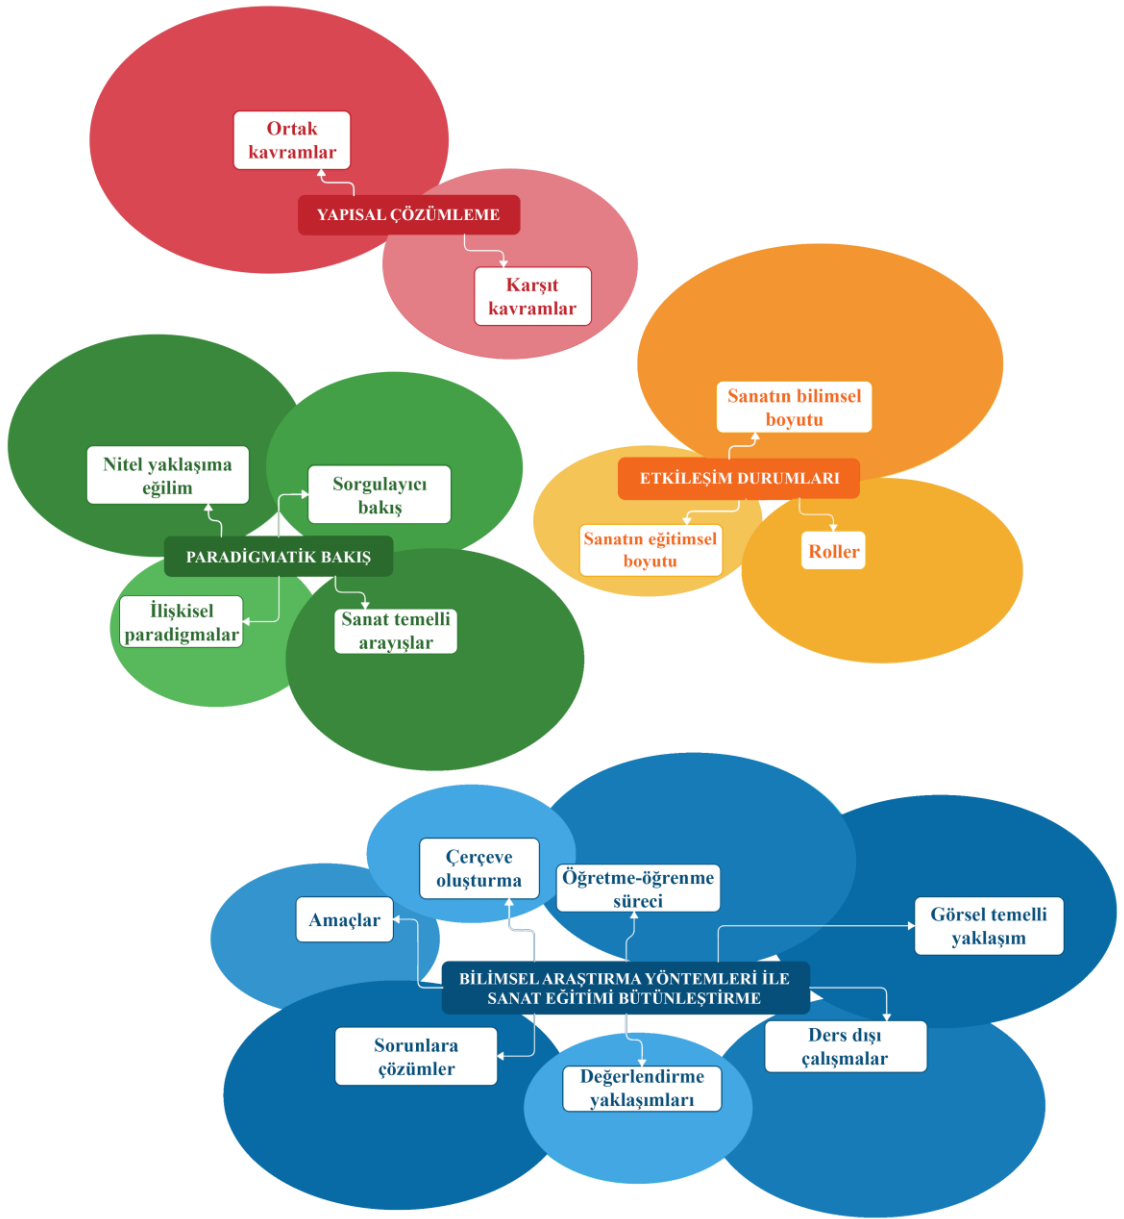 Ortak
kavramlar
YAPISAL ÇÖZÜMLEME
Karşıt
kavramlar
Sanatın bilimsel
boyutu
ETKİLEŞİM DURUMLARI
Sanatın eğitimsel
boyutu
Roller
Nitel yaklaşıma
eğilim
Sorgulayıcı
bakış
PARADİGMATİK BAKIŞ
İlişkisel
paradigmalar
Sanat temelli
arayışlar
Çerçeve
oluşturma
Öğretme-öğrenme
süreci
Amaçlar
Görsel temelli
yaklaşım
BİLİMSEL ARAŞTIRMA YÖNTEMLERİ İLE
SANAT EĞİTİMİ BÜTÜNLEŞTİRME
Sorunlara
çözümler
Değerlendirme
yaklaşımları
Ders dışı
çalışmalar